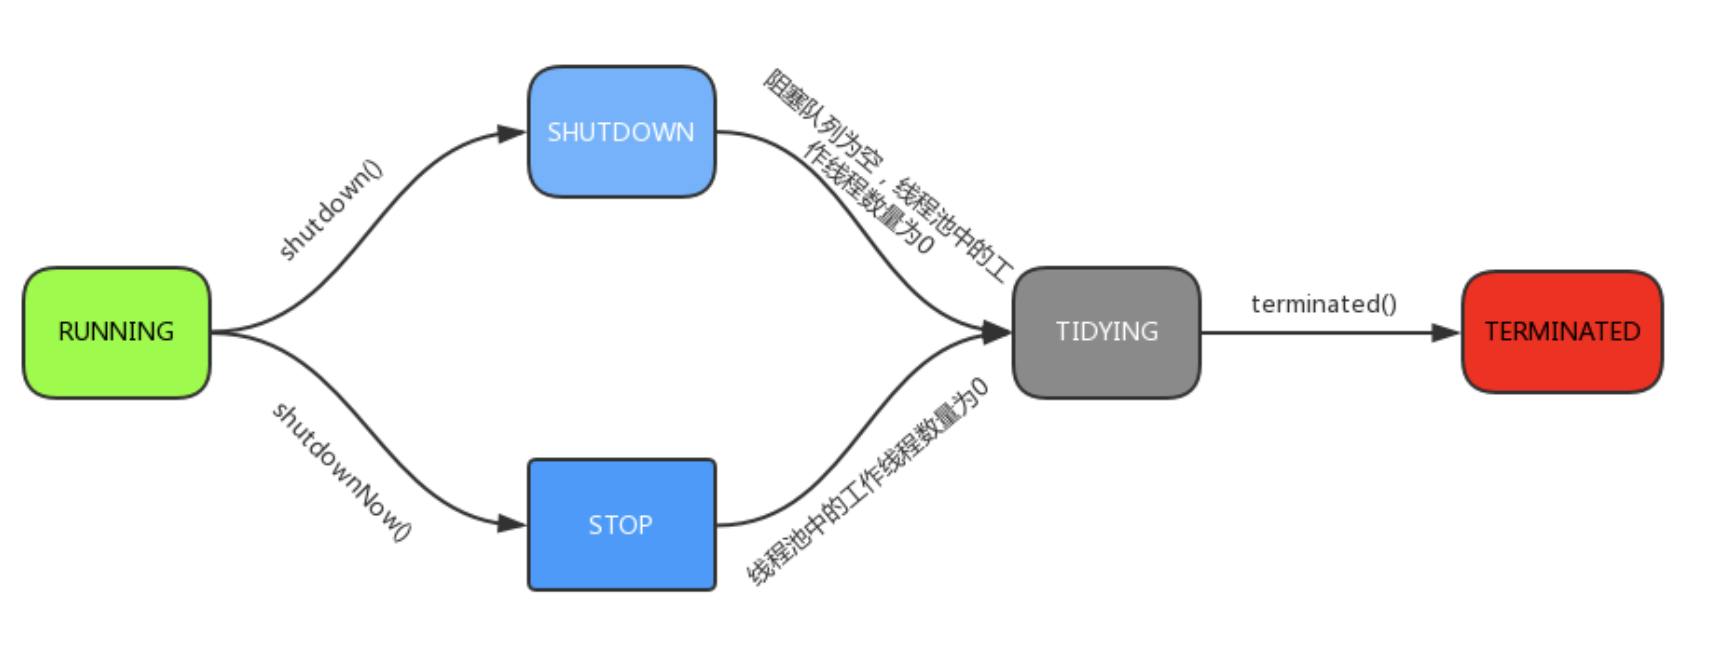 SHUTDOWN
阻塞队列为空，线程池中的工
作线程数量为0
shutdown()
RUNNING
TIDYING
terminated()
TERMINATED
shutdownNow()
STOP
线程池中的工作线程数量为0